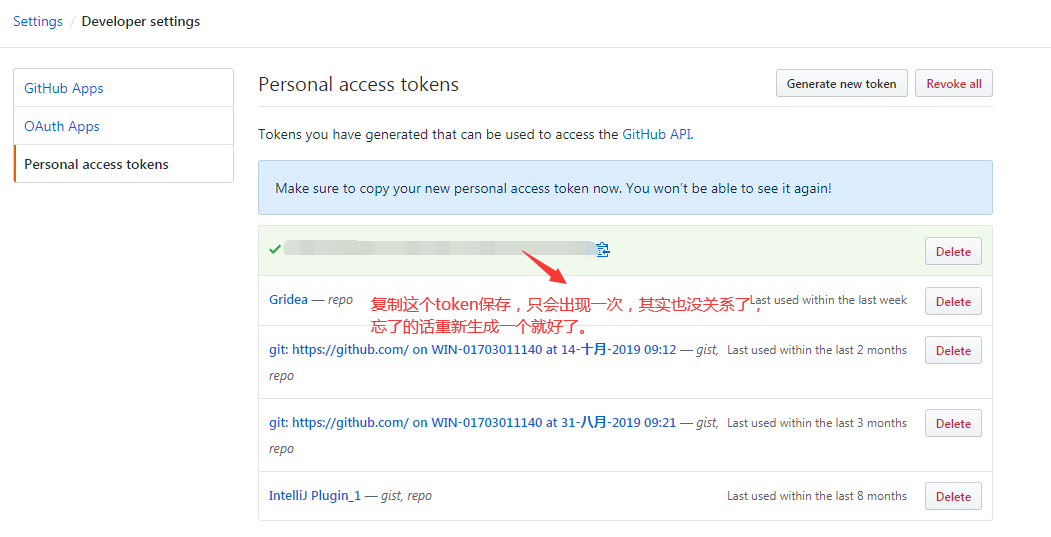 Settings / Developer settings
GitHub Apps
OAuth Apps
Personal access tokens
Personal access tokens
Generate new token
Revoke all
Tokens you have generated that can be used to access the GitHub API.
Make sure to copy your new personal access token now. You won't be able to see it again!
Delete
Gridea — repo
复制这个token保存，只会出现一次，其实也没关系了，
忘了的话重新生成一个就好了。
Last used within the last week
Delete
git: https://github.com/ on WIN-01703011140 at 14-十月-2019 09:12 — gist,
repo
Last used within the last 2 months
Delete
git: https://github.com/ on WIN-01703011140 at 31-八月-2019 09:21 — gist,
repo
Last used within the last 3 months
Delete
IntelliJ Plugin_1 — gist, repo
Last used within the last 8 months
Delete